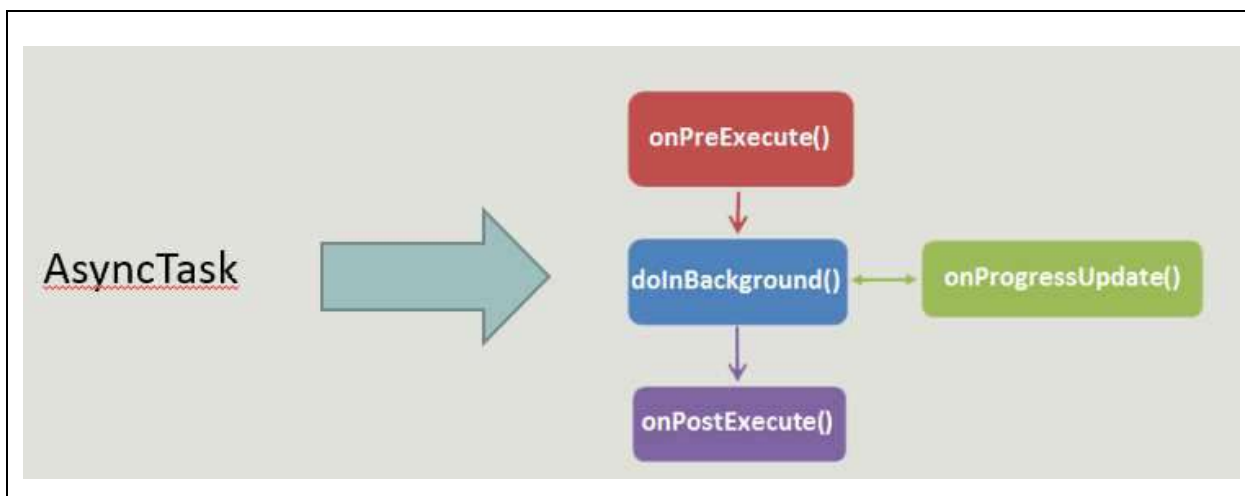 onPreExecute()
AsyncTask
doInBackground()
onProgressUpdate()
onPostExecute()